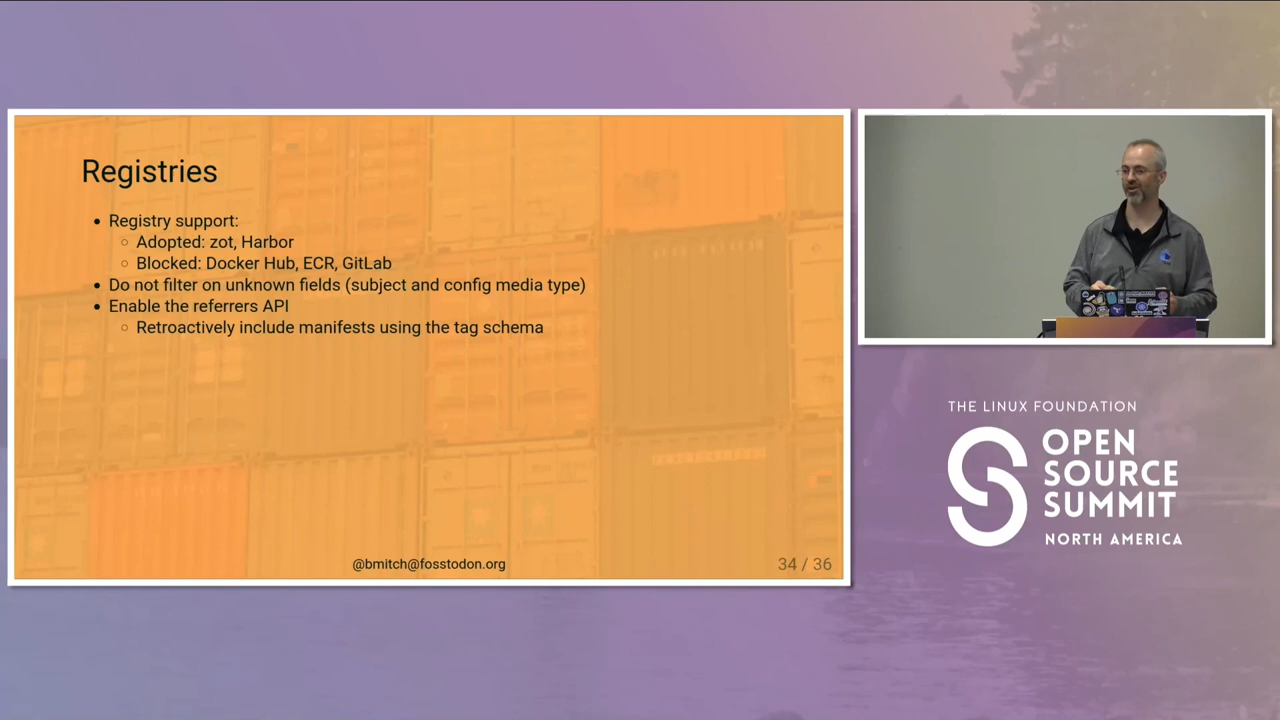 Registries
• Registry support:
○ Adopted: zot, Harbor
○ Blocked: Docker Hub, ECR, GitLab
• Do not filter on unknown fields (subject and config media type)
• Enable the referrers API
○ Retroactively include manifests using the tag schema
@bmitch@fosstodon.org
34 / 36
THE LINUX FOUNDATION
OPEN
SOURCE
SUMMIT
NORTH AMERICA